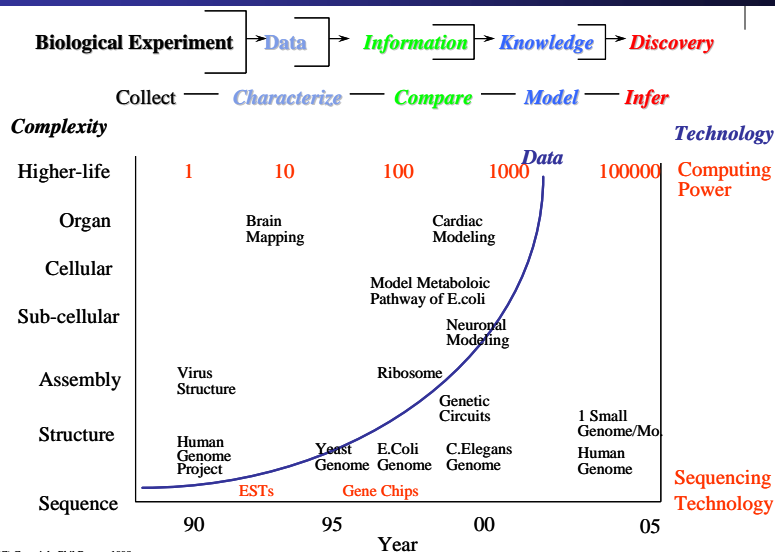 Biological Experiment Data Information Knowledge Discovery
Collect Characterize Compare Model Infer
Complexity
Technology
Data
Higher-life 1 10 100 1000 100000 Computing
Power
Organ
Brain
Mapping
Cardiac
Modeling
Cellular
Model Metaboloic
Pathway of E.coli
Sub-cellular
Neuronal
Modeling
Assembly
Virus
Structure
Ribosome
Genetic
Circuits
1 Small
Genome/Mo.
Structure
Human
Genome
Project
Yeast
Genome
E.Coli
Genome
C.Elegans
Genome
Human
Genome
Sequencing
Technology
ESTs Gene Chips
Sequence
90 95 00 05
Year